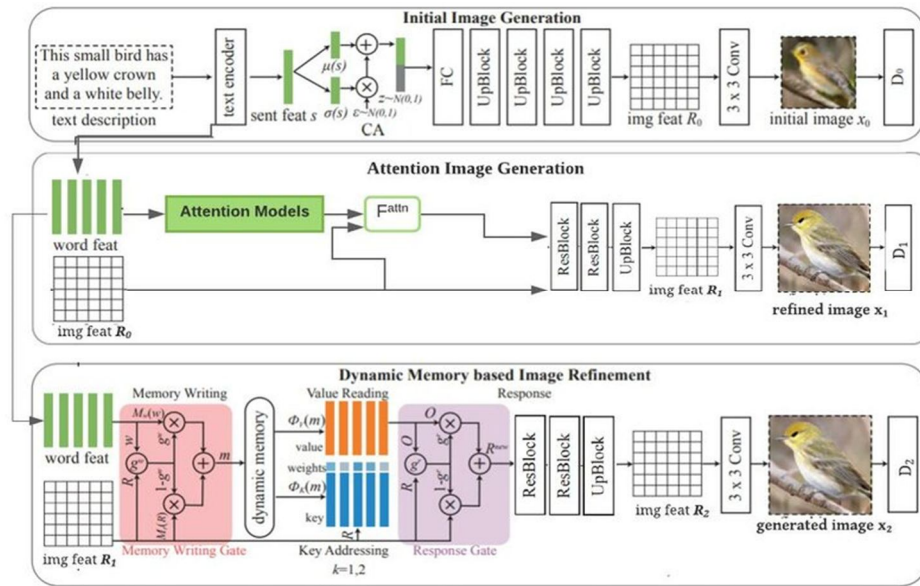 Initial Image Generation
This small bird has
a yellow crown
and a white belly.
text description
text encoder
sent feat s
μ(s)
σ(s)
ε~N(0,1)
z~N(0,1)
CA
FC
UpBlock
UpBlock
UpBlock
UpBlock
img feat R₀
3 x 3 Conv
initial image x₀
D₀
Attention Image Generation
word feat
Attention Models
Fᵃᵗᵗⁿ
img feat R₀
ResBlock
ResBlock
UpBlock
img feat R₁
3 x 3 Conv
refined image x₁
D₁
Dynamic Memory based Image Refinement
Memory Writing
Value Reading
Response
word feat
w
gʷ
R
m
Memory Writing Gate
img feat R₁
dynamic memory
Φᵥ(m)
value
weights
Φₖ(m)
key
R
Key Addressing
k=1,2
O
O
gʳ
R
1-gʳ
gʳ
Rⁿᵉʷ
Response Gate
ResBlock
ResBlock
UpBlock
img feat R₂
3 x 3 Conv
generated image x₂
D₂